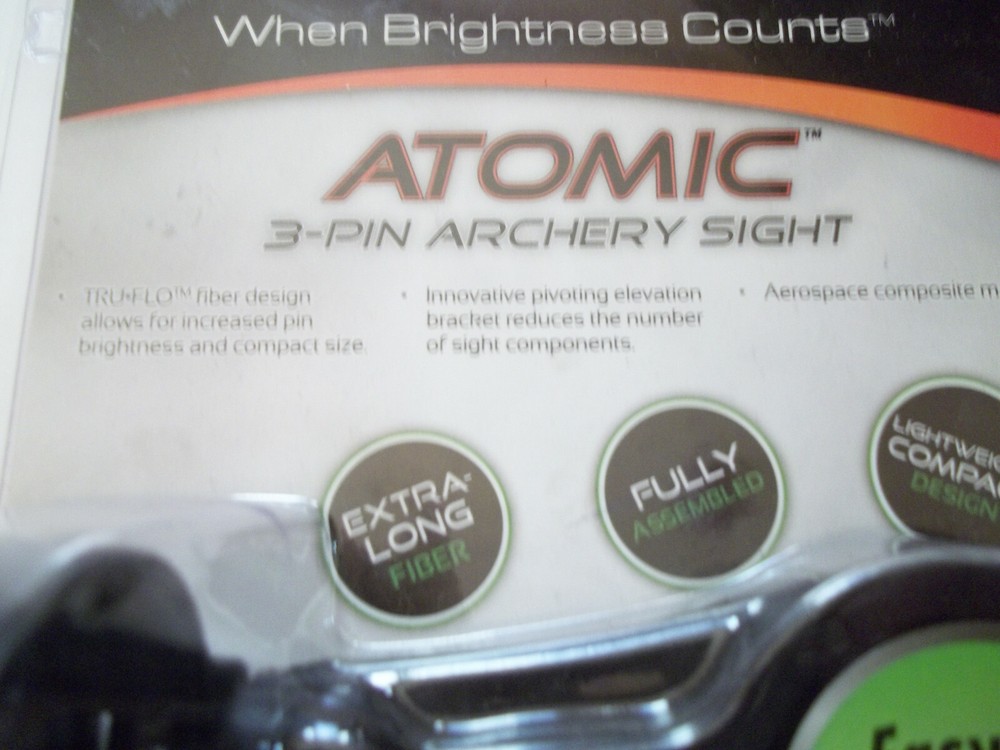 When Brightness Counts™
ATOMIC™
3-PIN ARCHERY SIGHT
• TRU•FLO™ fiber design
allows for increased pin
brightness and compact size.
• Innovative pivoting elevation
bracket reduces the number
of sight components.
• Aerospace composite
EXTRA-
LONG
FIBER
FULLY
ASSEMBLED
DESIGN